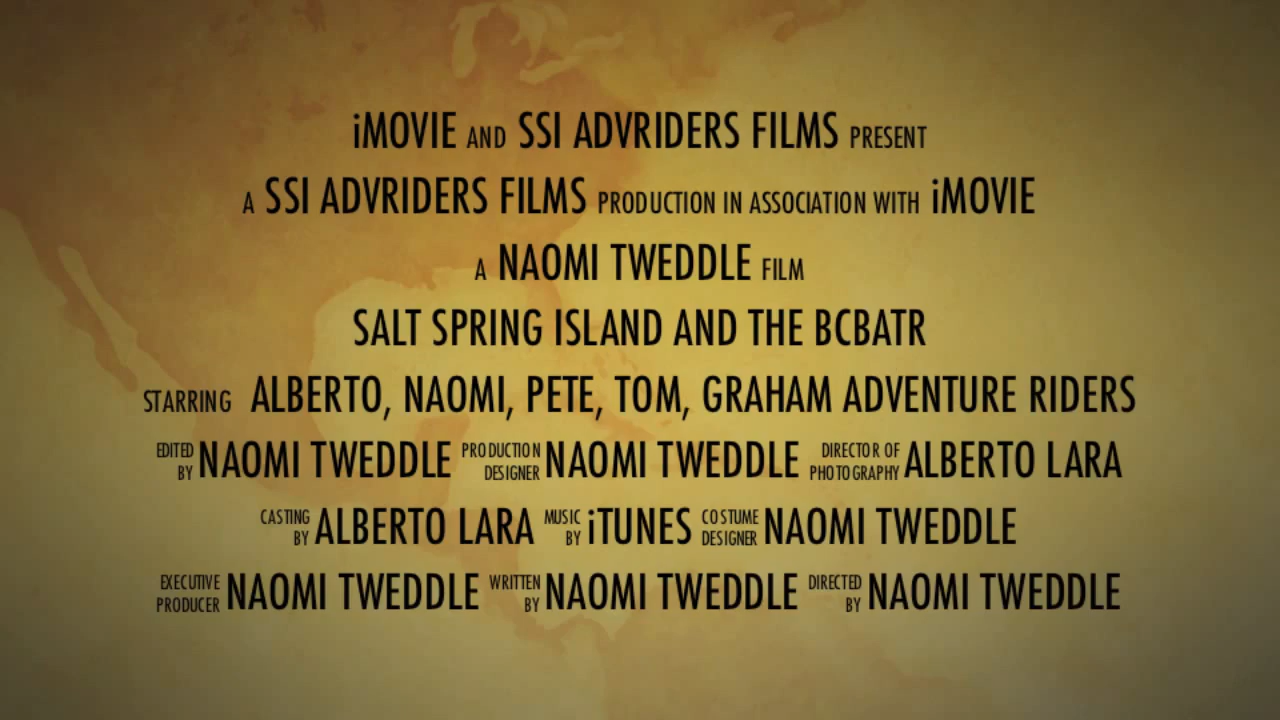 iMOVIE AND SSI ADVRIDERS FILMS PRESENT
A SSI ADVRIDERS FILMS PRODUCTION IN ASSOCIATION WITH iMOVIE
A NAOMI TWEDDLE FILM
SALT SPRING ISLAND AND THE BCBATR
STARRING ALBERTO, NAOMI, PETE, TOM, GRAHAM ADVENTURE RIDERS
EDITED BY NAOMI TWEDDLE PRODUCTION DESIGNER NAOMI TWEDDLE DIRECTOR OF PHOTOGRAPHY ALBERTO LARA
CASTING BY ALBERTO LARA MUSIC BY iTUNES COSTUME DESIGNER NAOMI TWEDDLE
EXECUTIVE PRODUCER NAOMI TWEDDLE WRITTEN BY NAOMI TWEDDLE DIRECTED BY NAOMI TWEDDLE